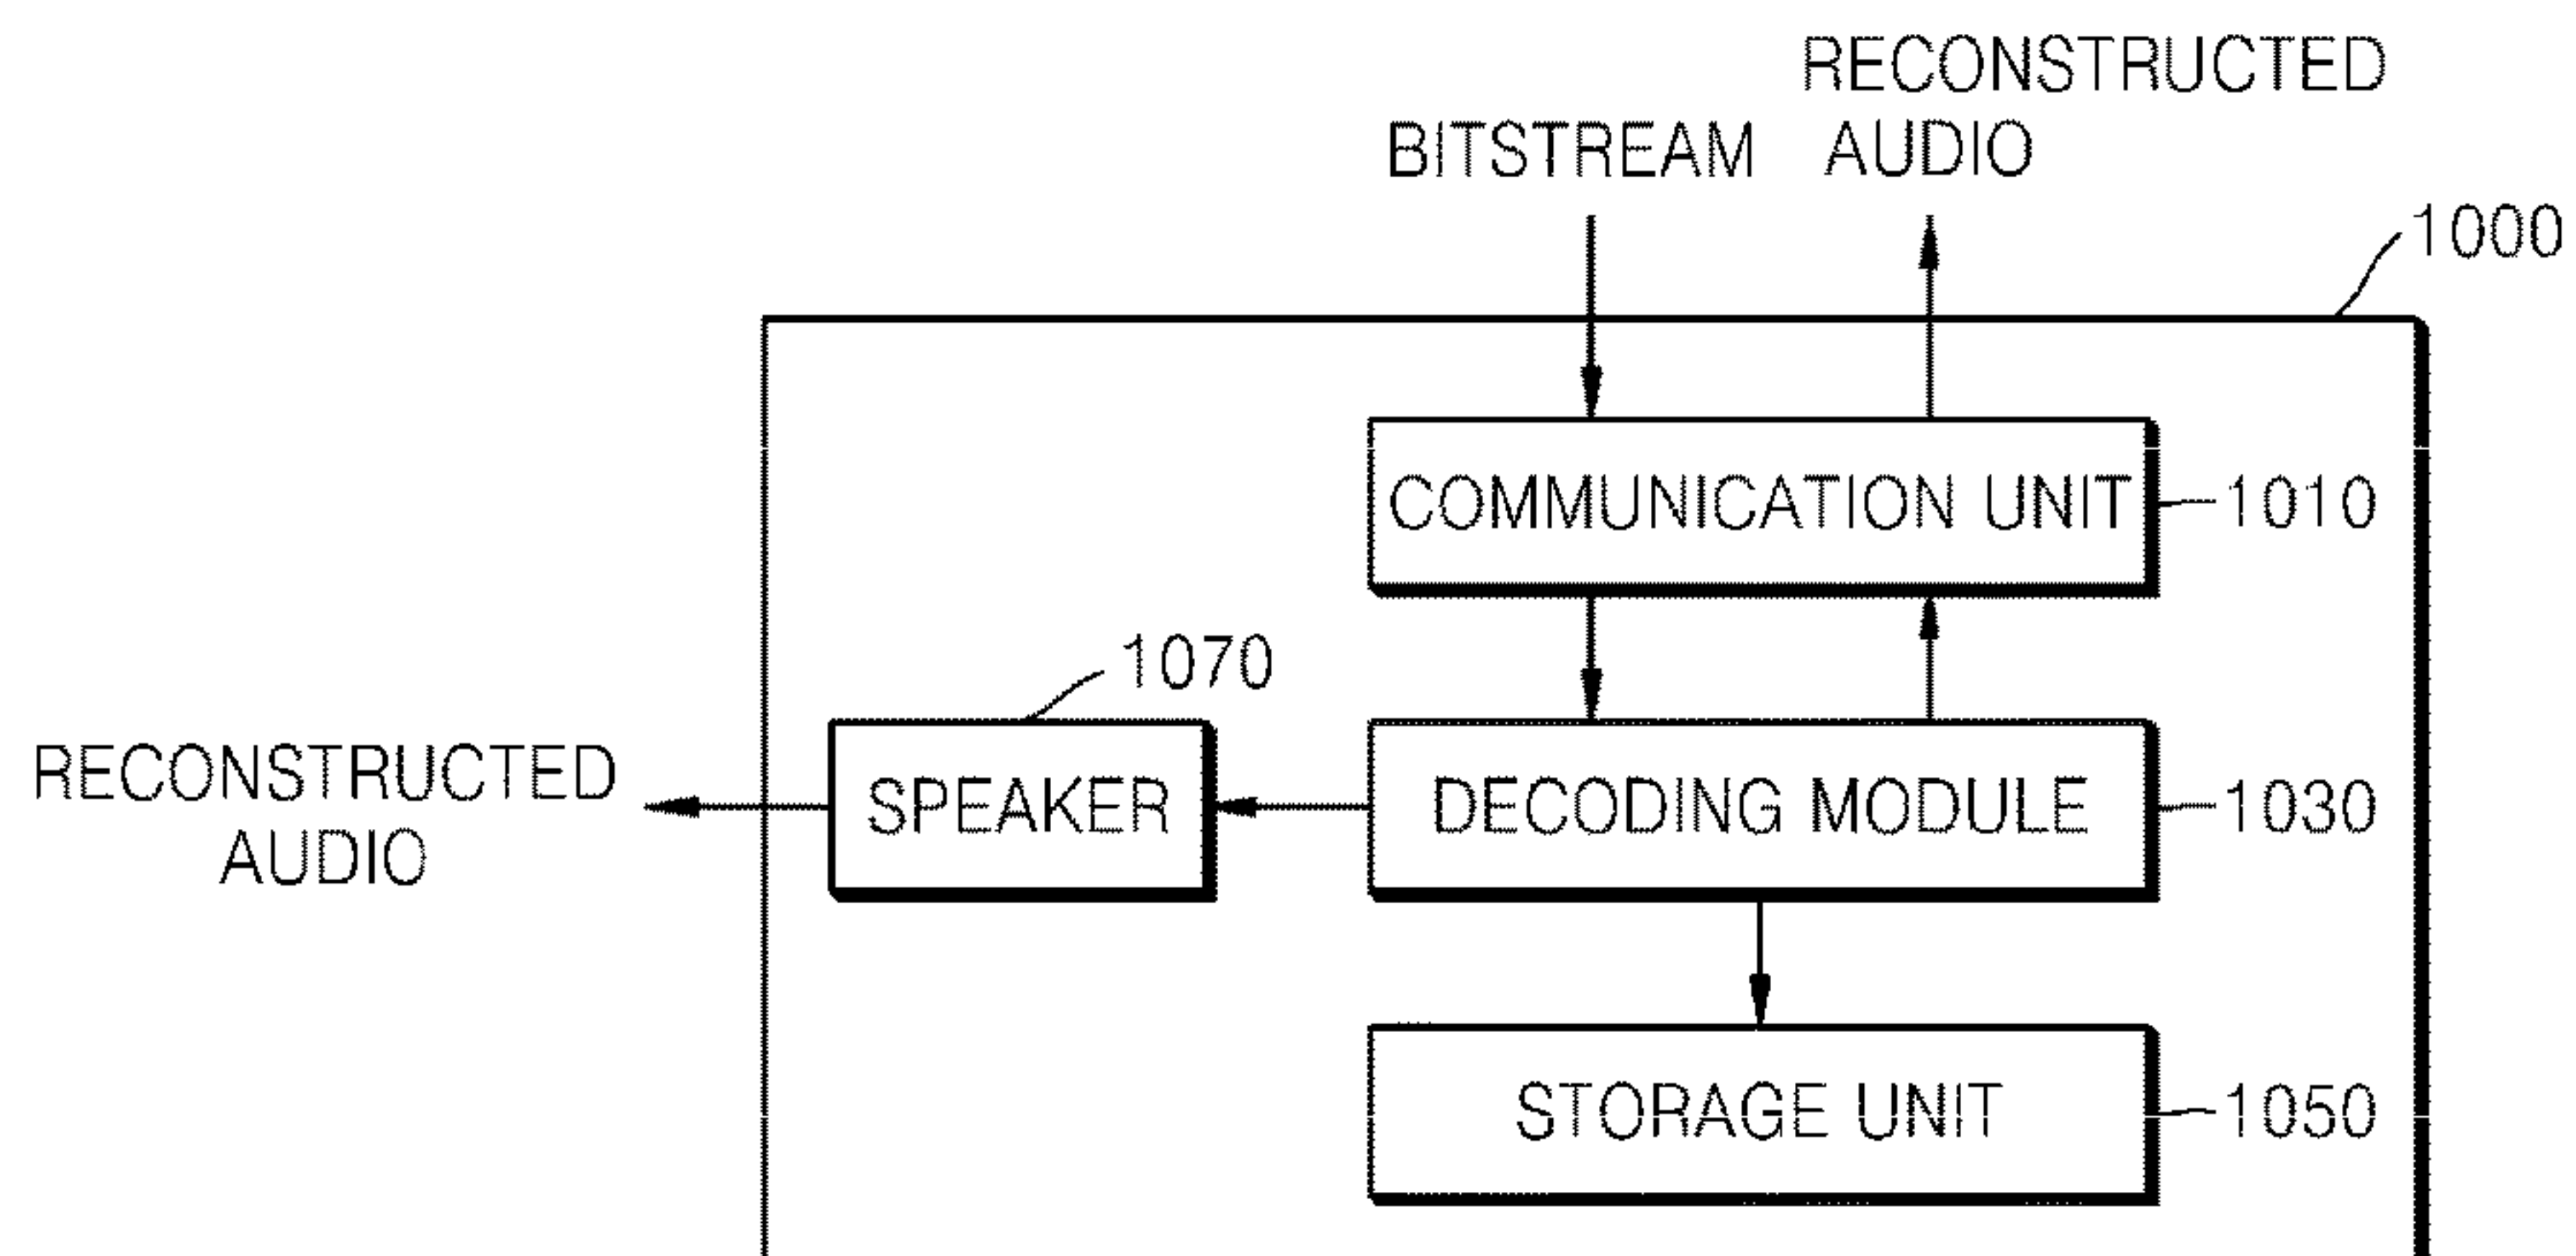 RECONSTRUCTED
BITSTREAM AUDIO
1000
COMMUNICATION UNIT 1010
1070
RECONSTRUCTED
AUDIO
SPEAKER
DECODING MODULE 1030
STORAGE UNIT 1050